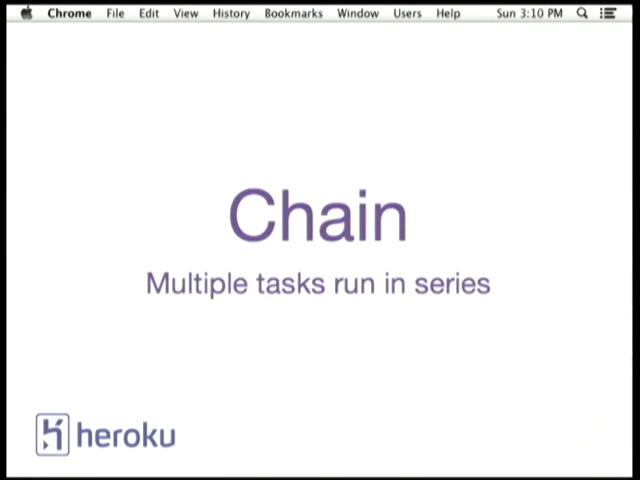 Chrome File Edit View History Bookmarks Window Users Help Sun 3:10 PM
Chain
Multiple tasks run in series
heroku